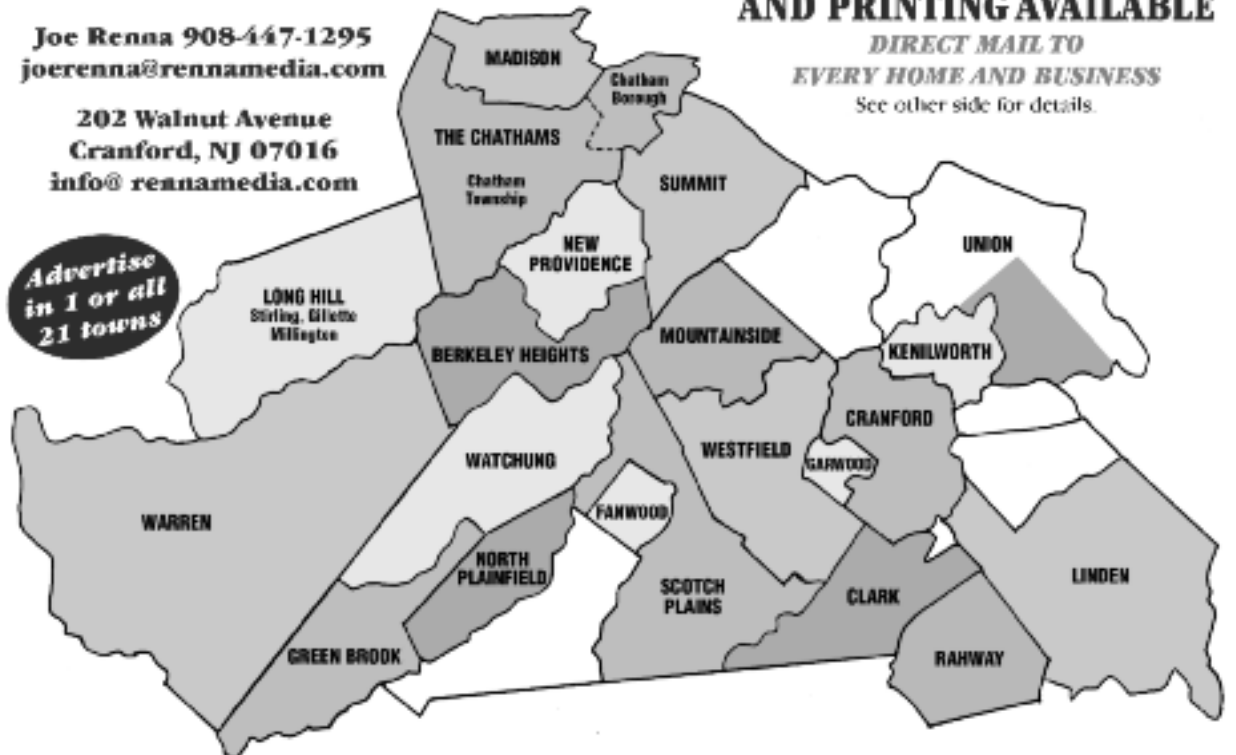 Joe Renna 908-447-1295
joerenna@rennamedia.com
202 Walnut Avenue
Cranford, NJ 07016
info@ rennamedia.com
AND PRINTING AVAILABLE
DIRECT MAIL TO
EVERY HOME AND BUSINESS
See other side for details.
Advertise
in 1 or all
21 towns
MADISON
Chatham
Borough
THE CHATHAMS
Chatham
Township
SUMMIT
NEW
PROVIDENCE
UNION
LONG HILL
Stirling, Gillette
Millington
BERKELEY HEIGHTS
MOUNTAINSIDE
KENILWORTH
CRANFORD
WESTFIELD
GARWOOD
WATCHUNG
WARREN
FANWOOD
NORTH
PLAINFIELD
SCOTCH
PLAINS
CLARK
LINDEN
GREEN BROOK
RAHWAY